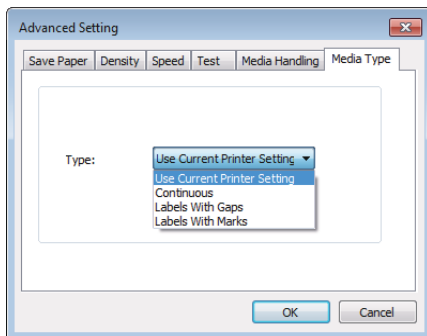 Advanced Setting
Save Paper Density Speed Test Media Handling Media Type
Type: Use Current Printer Setting
Use Current Printer Setting
Continuous
Labels With Gaps
Labels With Marks
OK Cancel